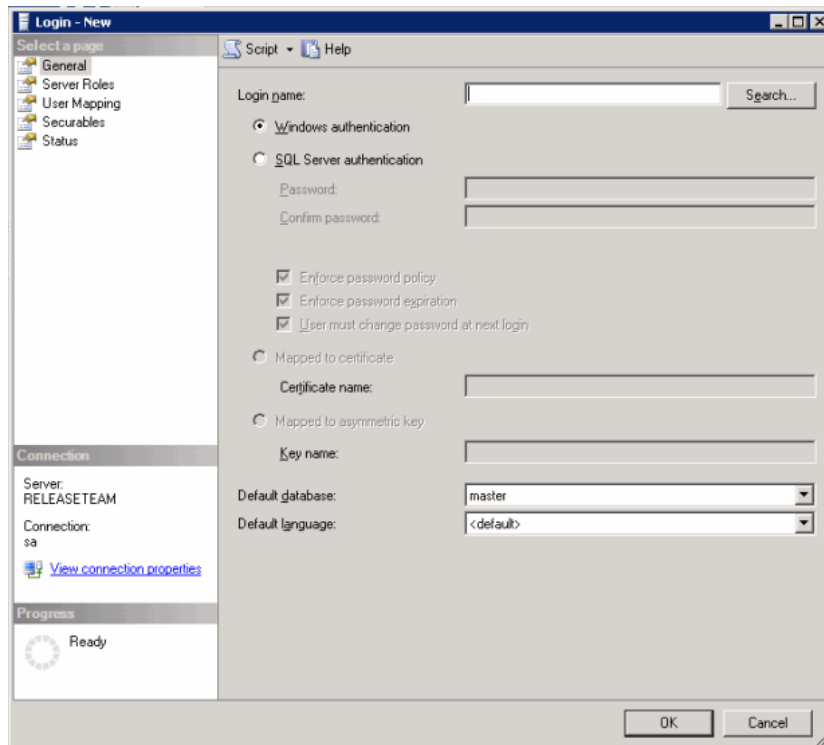 Login - New
Select a page
General
Server Roles
User Mapping
Securables
Status
Script Help
Login name: Search...
Windows authentication
SQL Server authentication
Password:
Confirm password:
Enforce password policy
Enforce password expiration
User must change password at next login
Mapped to certificate
Certificate name:
Mapped to asymmetric key
Key name:
Default database: master
Default language: <default>
Connection
Server:
RELEASETEAM
Connection:
sa
View connection properties
Progress
Ready
OK Cancel